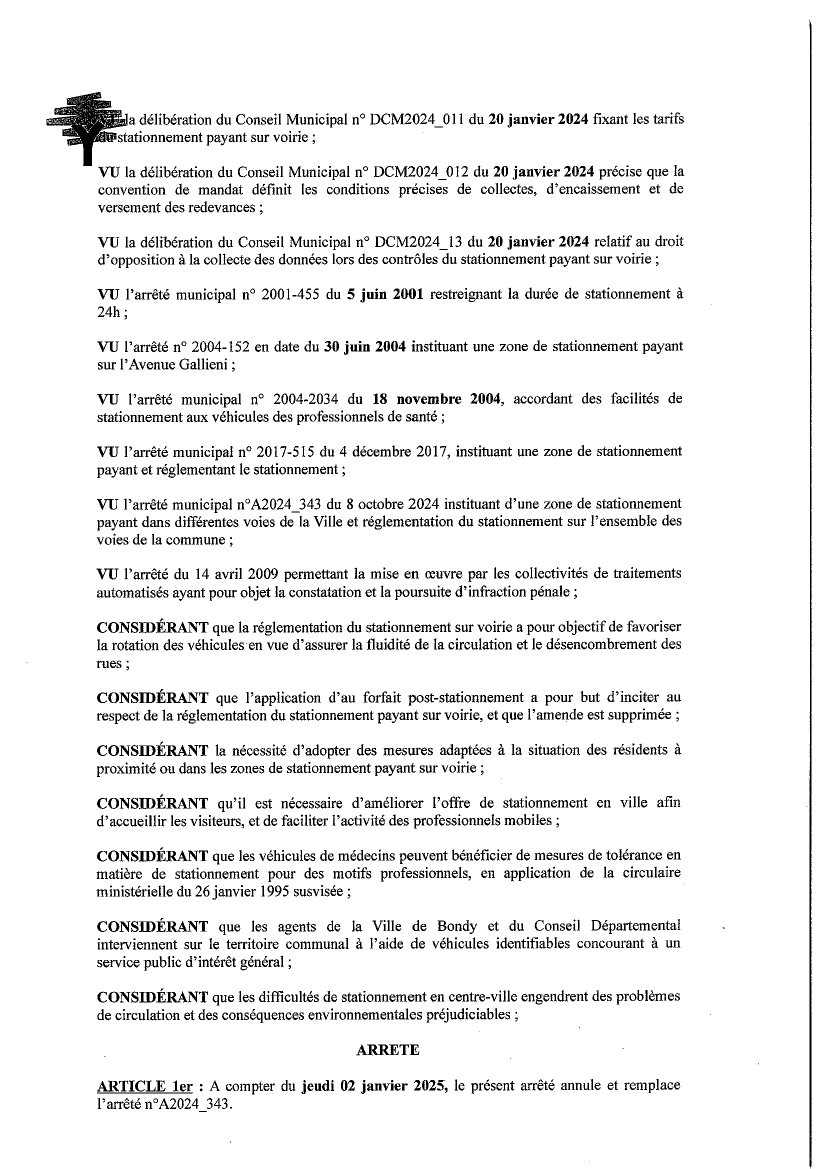 la délibération du Conseil Municipal n° DCM2024_011 du 20 janvier 2024 fixant les tarifs
du stationnement payant sur voirie ;
VU la délibération du Conseil Municipal n° DCM2024_012 du 20 janvier 2024 précise que la
convention de mandat définit les conditions précises de collectes, d'encaissement et de
versement des redevances ;
VU la délibération du Conseil Municipal n° DCM2024_13 du 20 janvier 2024 relatif au droit
d'opposition à la collecte des données lors des contrôles du stationnement payant sur voirie ;
VU l'arrêté municipal n° 2001-455 du 5 juin 2001 restreignant la durée de stationnement à
24h ;
VU l'arrêté n° 2004-152 en date du 30 juin 2004 instituant une zone de stationnement payant
sur l'Avenue Gallieni ;
VU l'arrêté municipal n° 2004-2034 du 18 novembre 2004, accordant des facilités de
stationnement aux véhicules des professionnels de santé ;
VU l'arrêté municipal n° 2017-515 du 4 décembre 2017, instituant une zone de stationnement
payant et réglementant le stationnement ;
VU l'arrêté municipal n°A2024_343 du 8 octobre 2024 instituant d'une zone de stationnement
payant dans différentes voies de la Ville et réglementation du stationnement sur l'ensemble des
voies de la commune ;
VU l'arrêté du 14 avril 2009 permettant la mise en œuvre par les collectivités de traitements
automatisés ayant pour objet la constatation et la poursuite d'infraction pénale ;
CONSIDÉRANT que la réglementation du stationnement sur voirie a pour objectif de favoriser
la rotation des véhicules en vue d'assurer la fluidité de la circulation et le désencombrement des
rues ;
CONSIDÉRANT que l'application d'au forfait post-stationnement a pour but d'inciter au
respect de la réglementation du stationnement payant sur voirie, et que l'amende est supprimée ;
CONSIDÉRANT la nécessité d'adopter des mesures adaptées à la situation des résidents à
proximité ou dans les zones de stationnement payant sur voirie ;
CONSIDÉRANT qu'il est nécessaire d'améliorer l'offre de stationnement en ville afin
d'accueillir les visiteurs, et de faciliter l'activité des professionnels mobiles ;
CONSIDÉRANT que les véhicules de médecins peuvent bénéficier de mesures de tolérance en
matière de stationnement pour des motifs professionnels, en application de la circulaire
ministérielle du 26 janvier 1995 susvisée ;
CONSIDÉRANT que les agents de la Ville de Bondy et du Conseil Départemental
interviennent sur le territoire communal à l'aide de véhicules identifiables concourant à un
service public d'intérêt général ;
CONSIDÉRANT que les difficultés de stationnement en centre-ville engendrent des problèmes
de circulation et des conséquences environnementales préjudiciables ;
ARRETE
ARTICLE 1er : A compter du jeudi 02 janvier 2025, le présent arrêté annule et remplace
l'arrêté n°A2024_343.